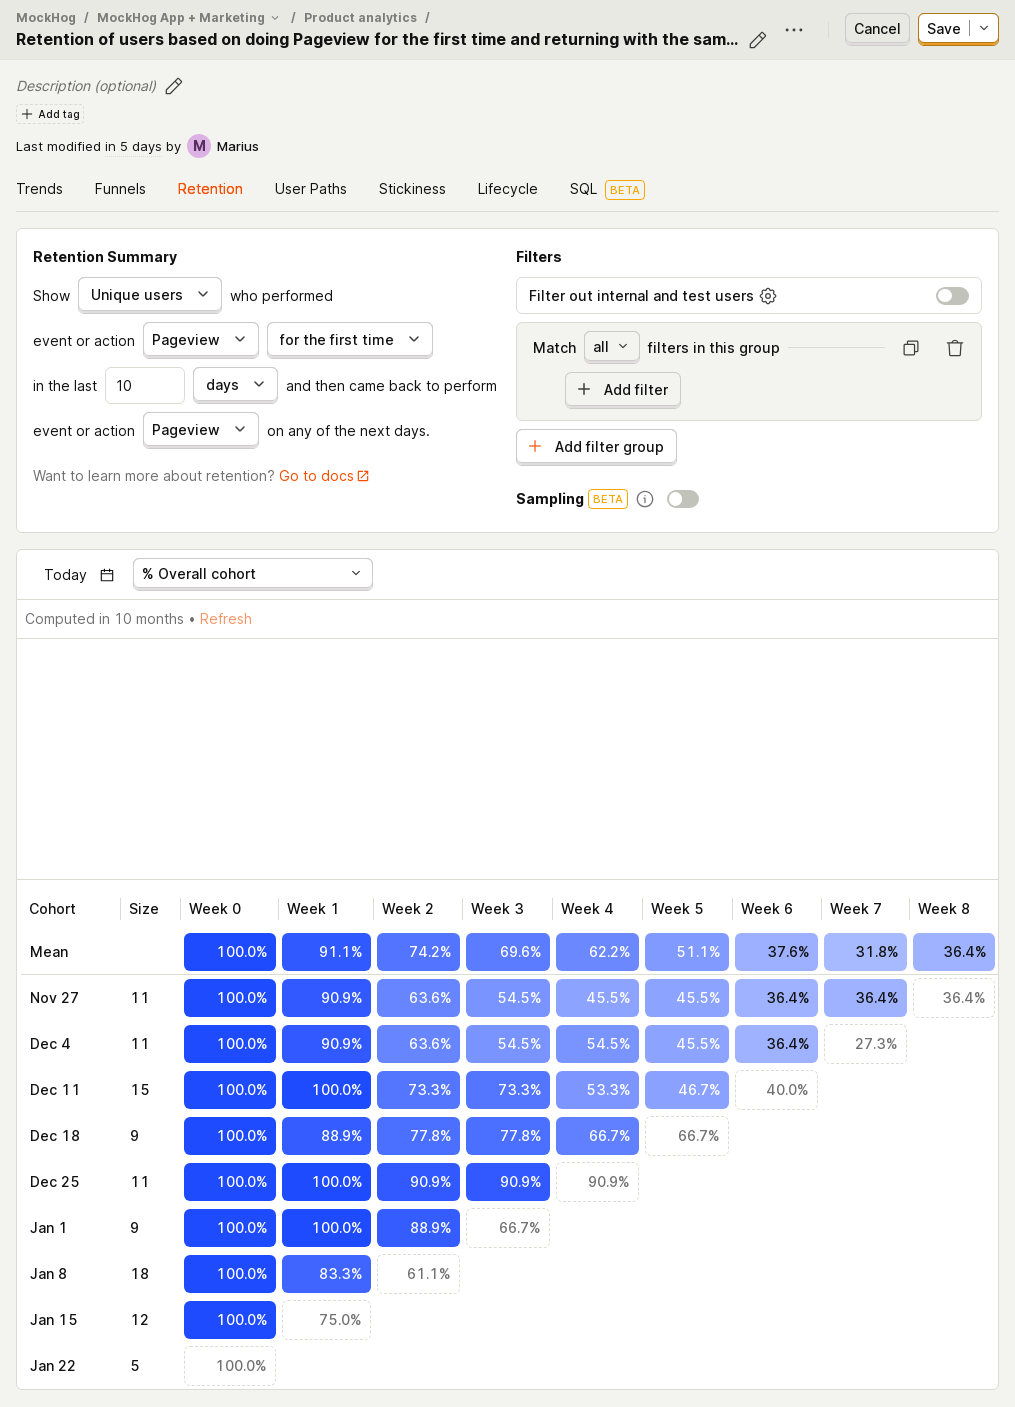 MockHog / MockHog App + Marketing / Product analytics /
Retention of users based on doing Pageview for the first time and returning with the sam...
Cancel
Save
Description (optional)
Add tag
Last modified in 5 days by M Marius
Trends Funnels Retention User Paths Stickiness Lifecycle SQL BETA
Retention Summary
Show Unique users who performed
event or action Pageview for the first time
in the last 10 days and then came back to perform
event or action Pageview on any of the next days.
Want to learn more about retention? Go to docs
Filters
Filter out internal and test users
Match all filters in this group
Add filter
Add filter group
Sampling BETA
Today % Overall cohort
Computed in 10 months • Refresh
Cohort Size Week 0 Week 1 Week 2 Week 3 Week 4 Week 5 Week 6 Week 7 Week 8
Mean 100.0% 91.1% 74.2% 69.6% 62.2% 51.1% 37.6% 31.8% 36.4%
Nov 27 11 100.0% 90.9% 63.6% 54.5% 45.5% 45.5% 36.4% 36.4% 36.4%
Dec 4 11 100.0% 90.9% 63.6% 54.5% 54.5% 45.5% 36.4% 27.3%
Dec 11 15 100.0% 100.0% 73.3% 73.3% 53.3% 46.7% 40.0%
Dec 18 9 100.0% 88.9% 77.8% 77.8% 66.7% 66.7%
Dec 25 11 100.0% 100.0% 90.9% 90.9% 90.9%
Jan 1 9 100.0% 100.0% 88.9% 66.7%
Jan 8 18 100.0% 83.3% 61.1%
Jan 15 12 100.0% 75.0%
Jan 22 5 100.0%